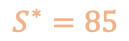 S* = 85